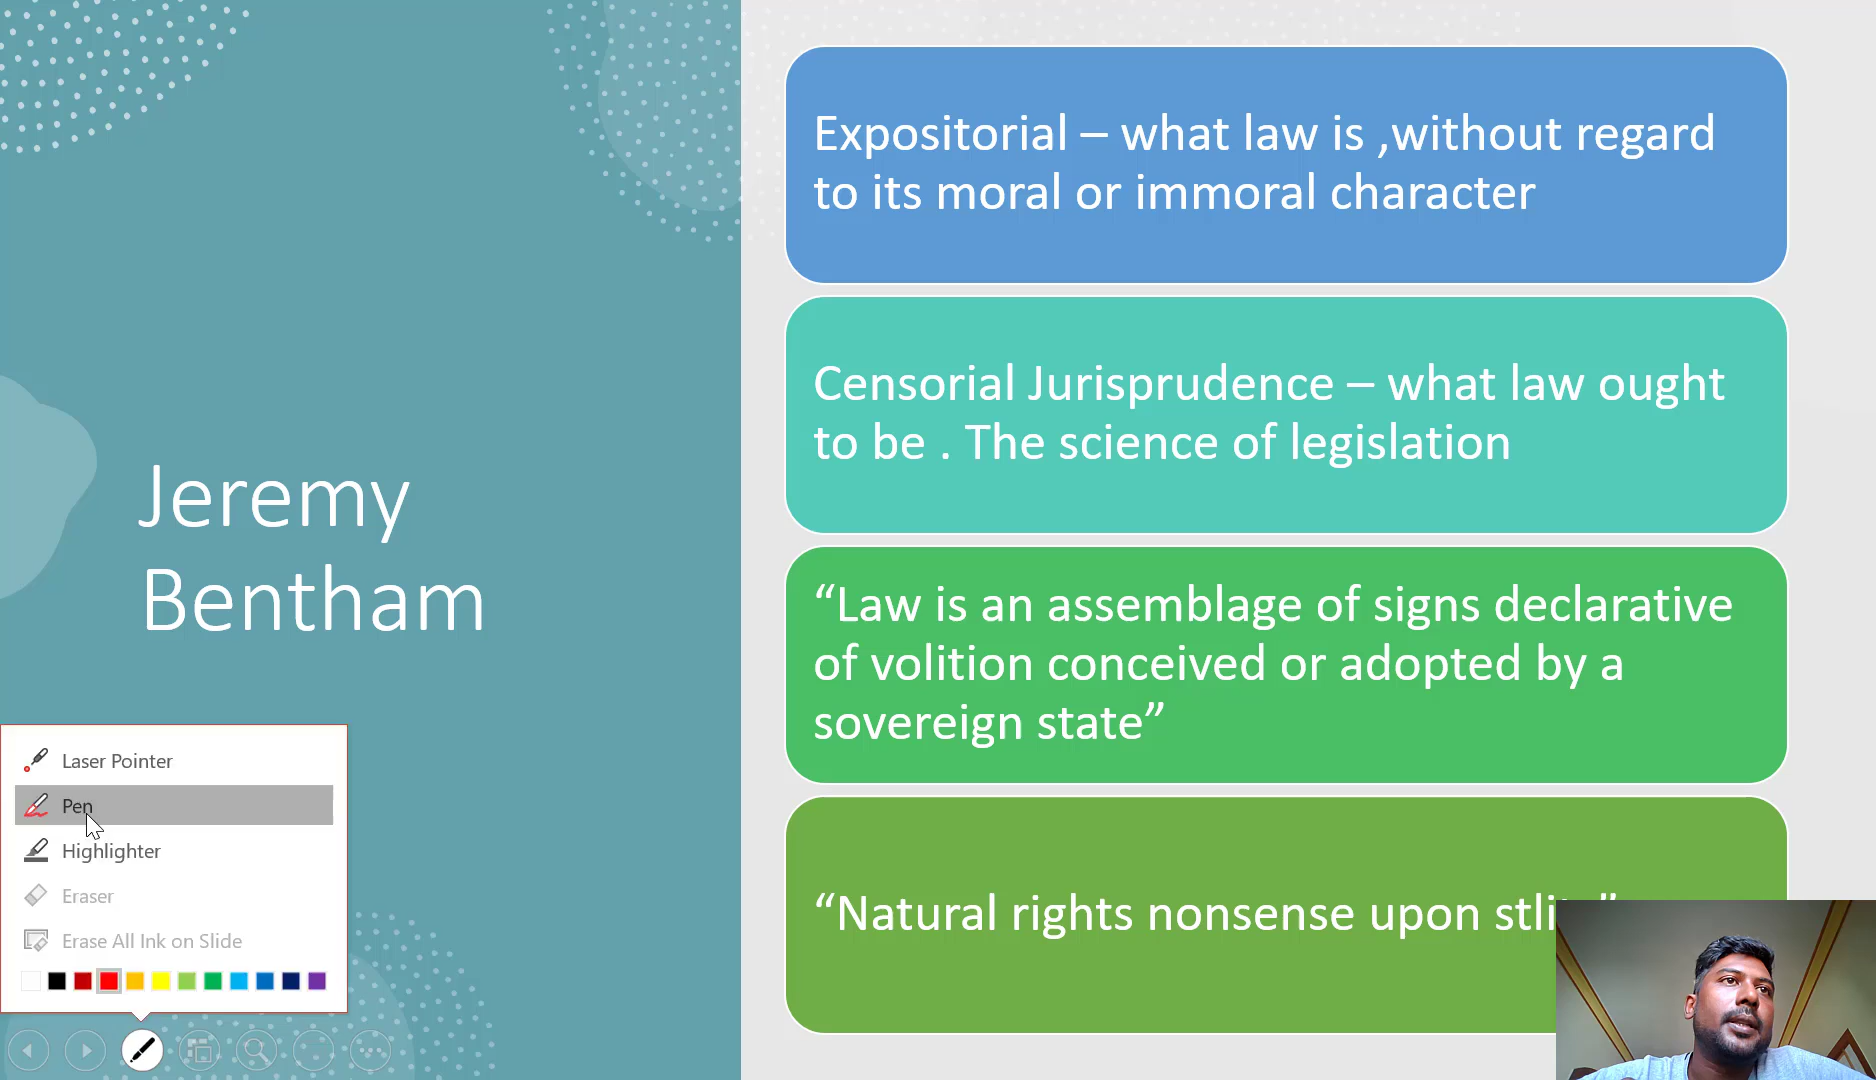 Jeremy
Bentham
Expositorial – what law is ,without regard
to its moral or immoral character
Censorial Jurisprudence – what law ought
to be . The science of legislation
“Law is an assemblage of signs declarative
of volition conceived or adopted by a
sovereign state”
“Natural rights nonsense upon
Laser Pointer
Pen
Highlighter
Eraser
Erase All Ink on Slide